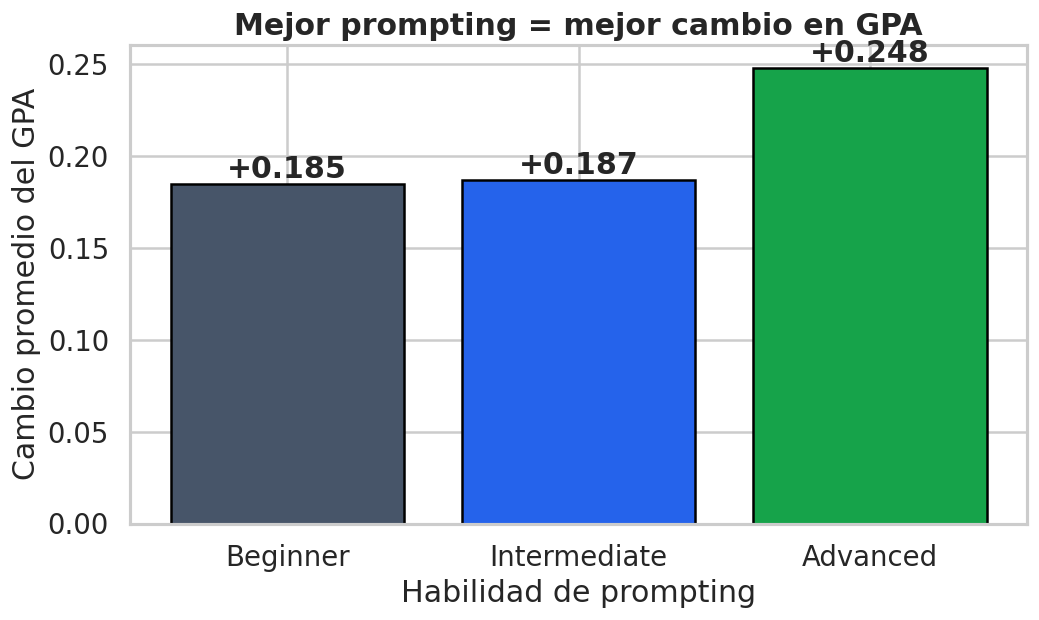 Mejor prompting = mejor cambio en GPA
Cambio promedio del GPA
0.25
0.20
0.15
0.10
0.05
0.00
+0.185
+0.187
+0.248
Beginner
Intermediate
Advanced
Habilidad de prompting